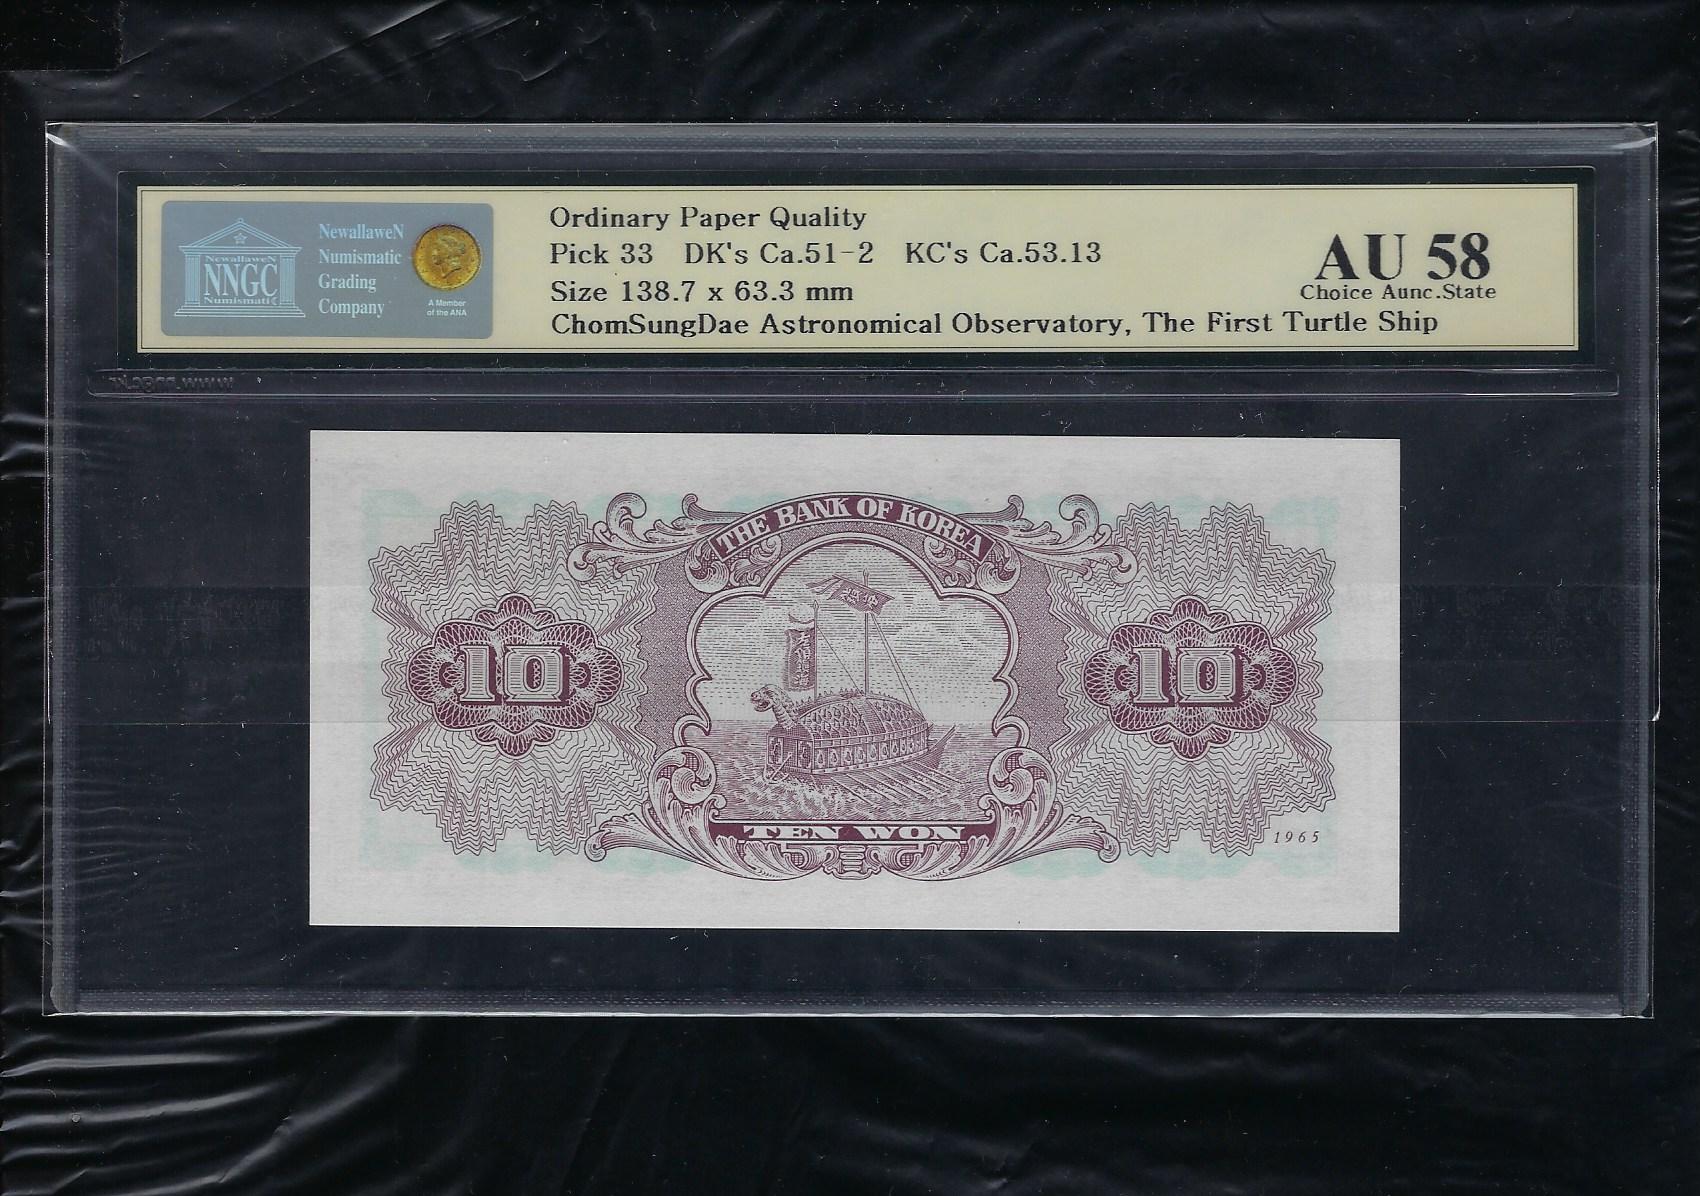 NewallaweN
NNGC
Numismatic
NewallaweN
Numismatic
Grading
Company
A Member
of the ANA
Ordinary Paper Quality
Pick 33 DK's Ca.51-2 KC's Ca.53.13
Size 138.7 x 63.3 mm
ChomSungDae Astronomical Observatory, The First Turtle Ship
AU 58
Choice Aunc.State
THE BANK OF KOREA
10
10
TEN WON
1965